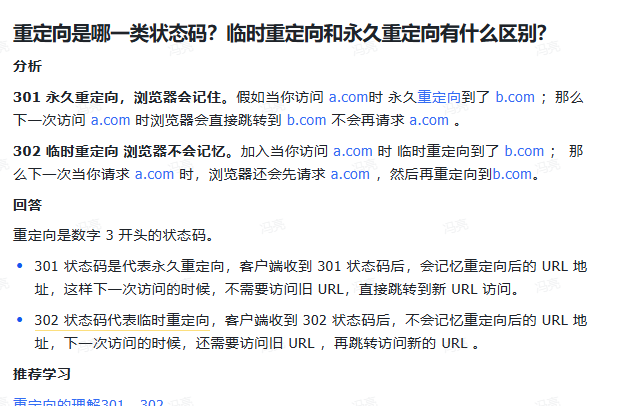 重定向是哪一类状态码？临时重定向和永久重定向有什么区别？
分析
301 永久重定向，浏览器会记住。假如当你访问 a.com时 永久重定向到了 b.com ；那么
下一次访问 a.com 时浏览器会直接跳转到 b.com 不会再请求 a.com 。
302 临时重定向 浏览器不会记忆。加入当你访问 a.com 时 临时重定向到了 b.com ； 那
么下一次当你请求 a.com 时，浏览器还会先请求 a.com ，然后再重定向到b.com。
回答
重定向是数字 3 开头的状态码。
301 状态码是代表永久重定向，客户端收到 301 状态码后，会记忆重定向后的 URL 地
址，这样下一次访问的时候，不需要访问旧 URL，直接跳转到新 URL 访问。
302 状态码代表临时重定向，客户端收到 302 状态码后，不会记忆重定向后的 URL 地
址，下一次访问的时候，还需要访问旧 URL ，再跳转访问新的 URL 。
推荐学习
重定向的理解301、302